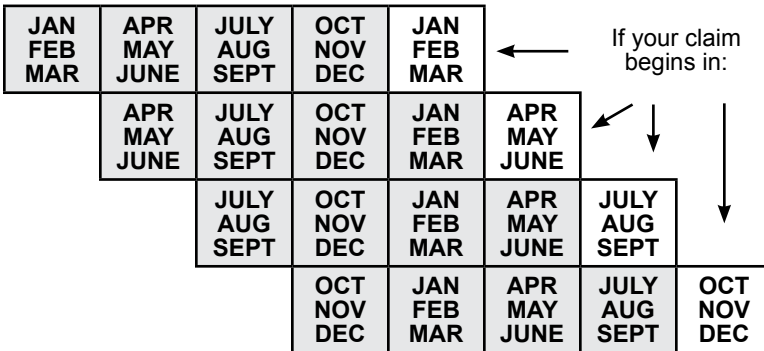 JAN APR JULY OCT JAN
FEB MAY AUG NOV FEB
MAR JUNE SEPT DEC MAR
If your claim
begins in:
APR JULY OCT JAN APR
MAY AUG NOV FEB MAY
JUNE SEPT DEC MAR JUNE
JULY OCT JAN APR JULY
AUG NOV FEB MAY AUG
SEPT DEC MAR JUNE SEPT
OCT JAN APR JULY OCT
NOV FEB MAY AUG NOV
DEC MAR JUNE SEPT DEC